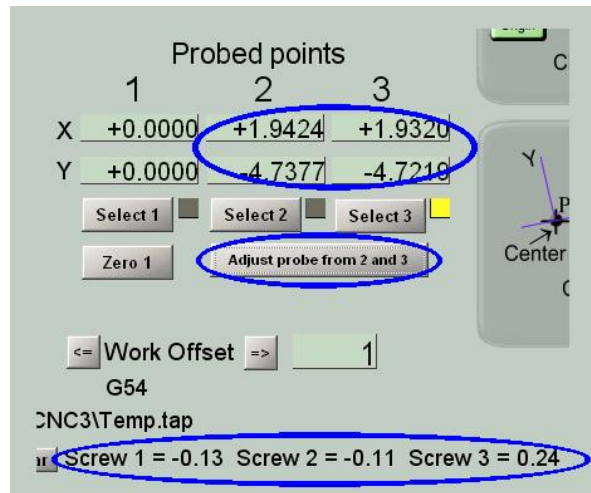 Probed points
1 2 3
X +0.0000 +1.9424 +1.9320
Y +0.0000 -4.7377 -4.7219
Select 1 Select 2 Select 3
Zero 1 Adjust probe from 2 and 3
<= Work Offset => 1
G54
CNC3\Temp.tap
Screw 1 = -0.13 Screw 2 = -0.11 Screw 3 = 0.24
C
Y
P
Center